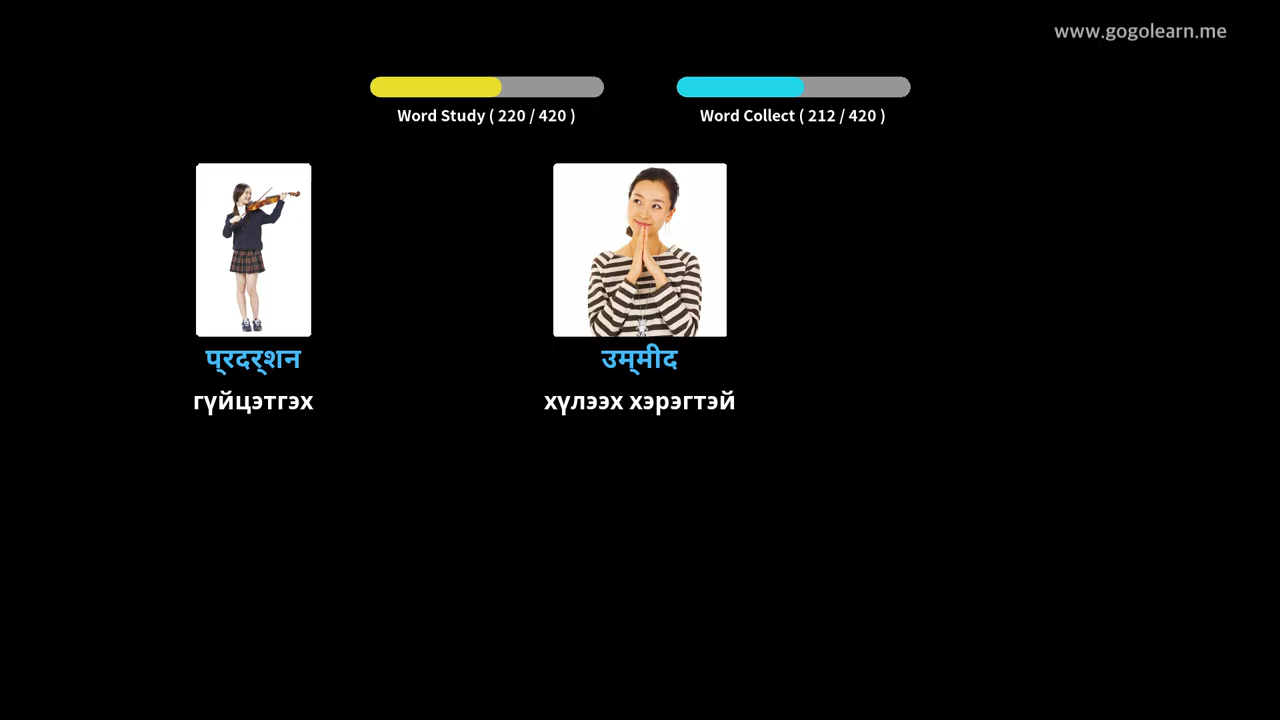 www.gogolearn.me
Word Study ( 220 / 420 )
Word Collect ( 212 / 420 )
प्रदर्शन
उम्मीद
гүйцэтгэх
хүлээх хэрэгтэй